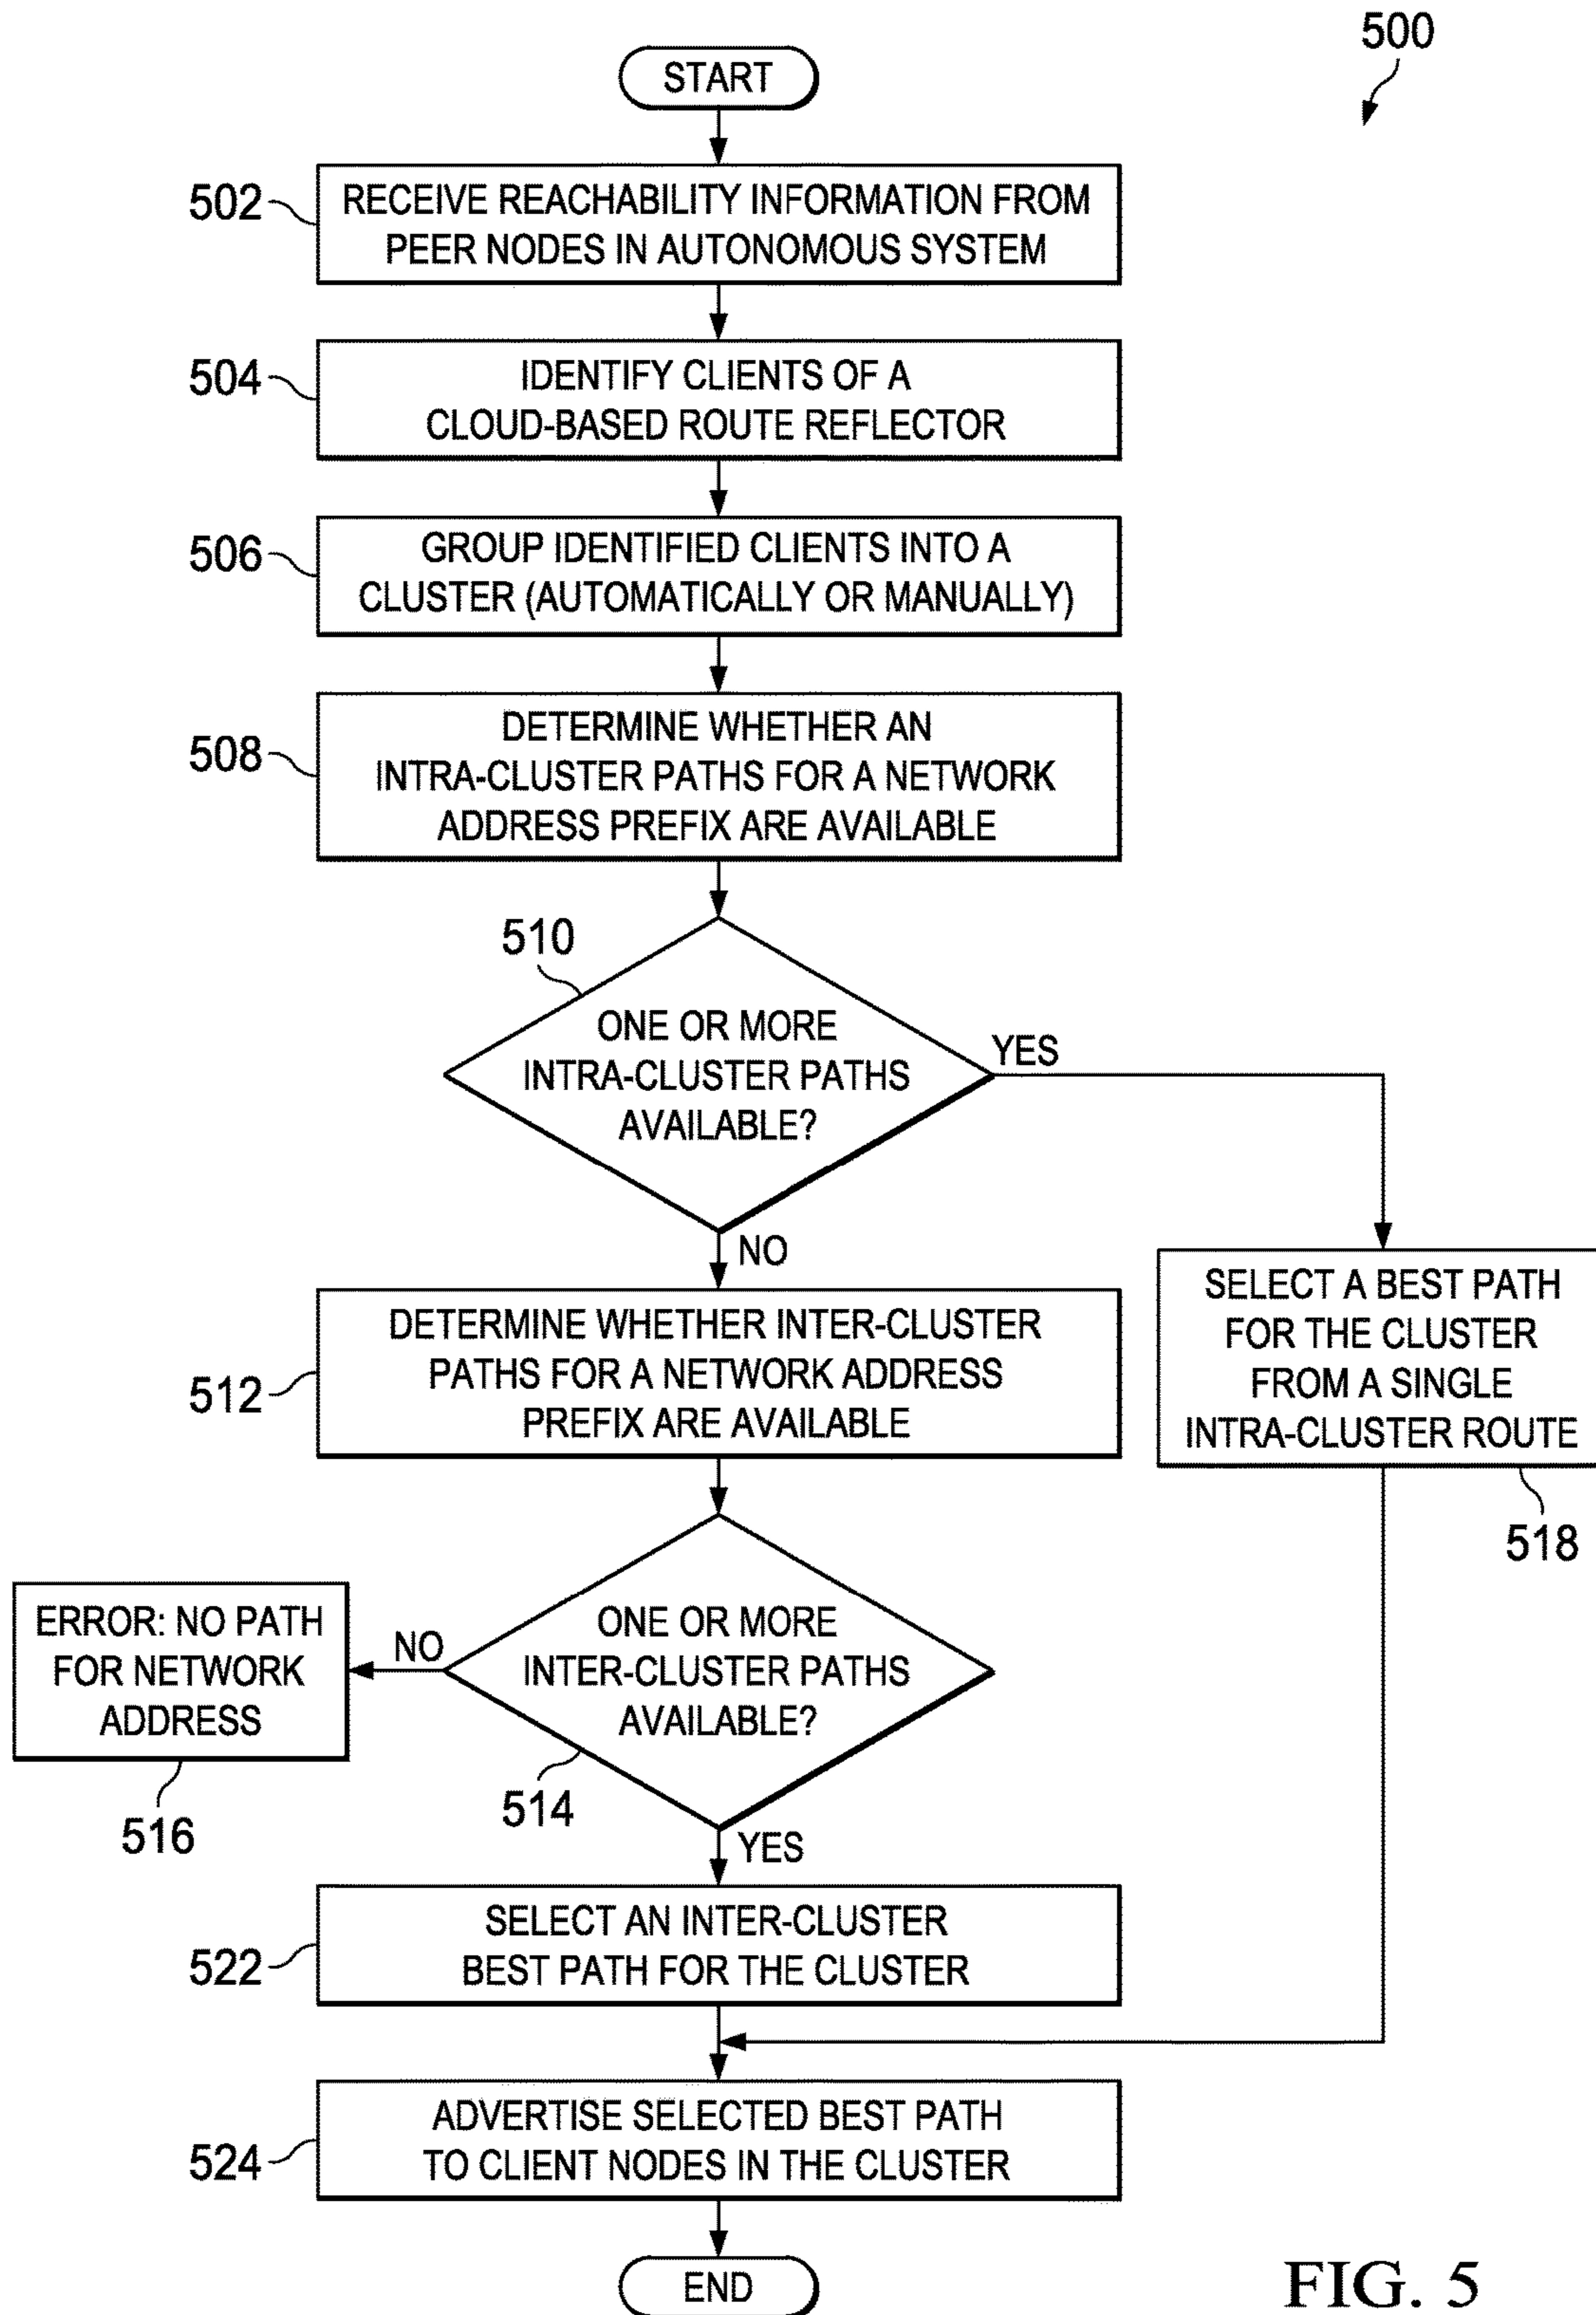 500
START
502
RECEIVE REACHABILITY INFORMATION FROM
PEER NODES IN AUTONOMOUS SYSTEM
504
IDENTIFY CLIENTS OF A
CLOUD-BASED ROUTE REFLECTOR
506
GROUP IDENTIFIED CLIENTS INTO A
CLUSTER (AUTOMATICALLY OR MANUALLY)
508
DETERMINE WHETHER AN
INTRA-CLUSTER PATHS FOR A NETWORK
ADDRESS PREFIX ARE AVAILABLE
510
ONE OR MORE
INTRA-CLUSTER PATHS
AVAILABLE?
YES
NO
512
DETERMINE WHETHER INTER-CLUSTER
PATHS FOR A NETWORK ADDRESS
PREFIX ARE AVAILABLE
SELECT A BEST PATH
FOR THE CLUSTER
FROM A SINGLE
INTRA-CLUSTER ROUTE
518
ONE OR MORE
INTER-CLUSTER PATHS
AVAILABLE?
514
NO
ERROR: NO PATH
FOR NETWORK
ADDRESS
516
YES
522
SELECT AN INTER-CLUSTER
BEST PATH FOR THE CLUSTER
524
ADVERTISE SELECTED BEST PATH
TO CLIENT NODES IN THE CLUSTER
END
FIG. 5